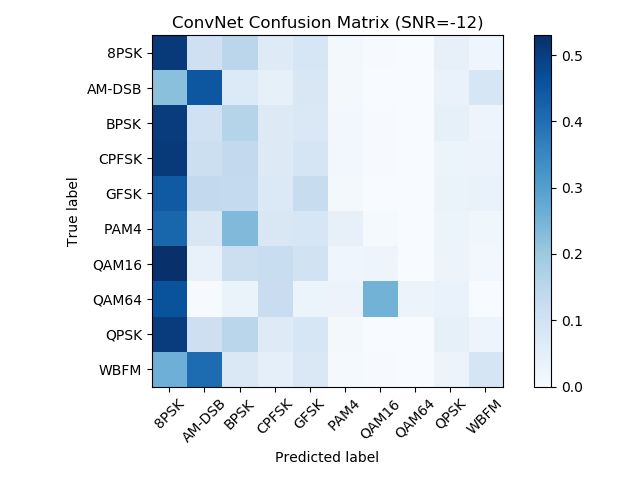 ConvNet Confusion Matrix (SNR=-12)
True label
8PSK
AM-DSB
BPSK
CPFSK
GFSK
PAM4
QAM16
QAM64
QPSK
WBFM
8PSK AM-DSB BPSK CPFSK GFSK PAM4 QAM16 QAM64 QPSK WBFM
Predicted label
0.5
0.4
0.3
0.2
0.1
0.0